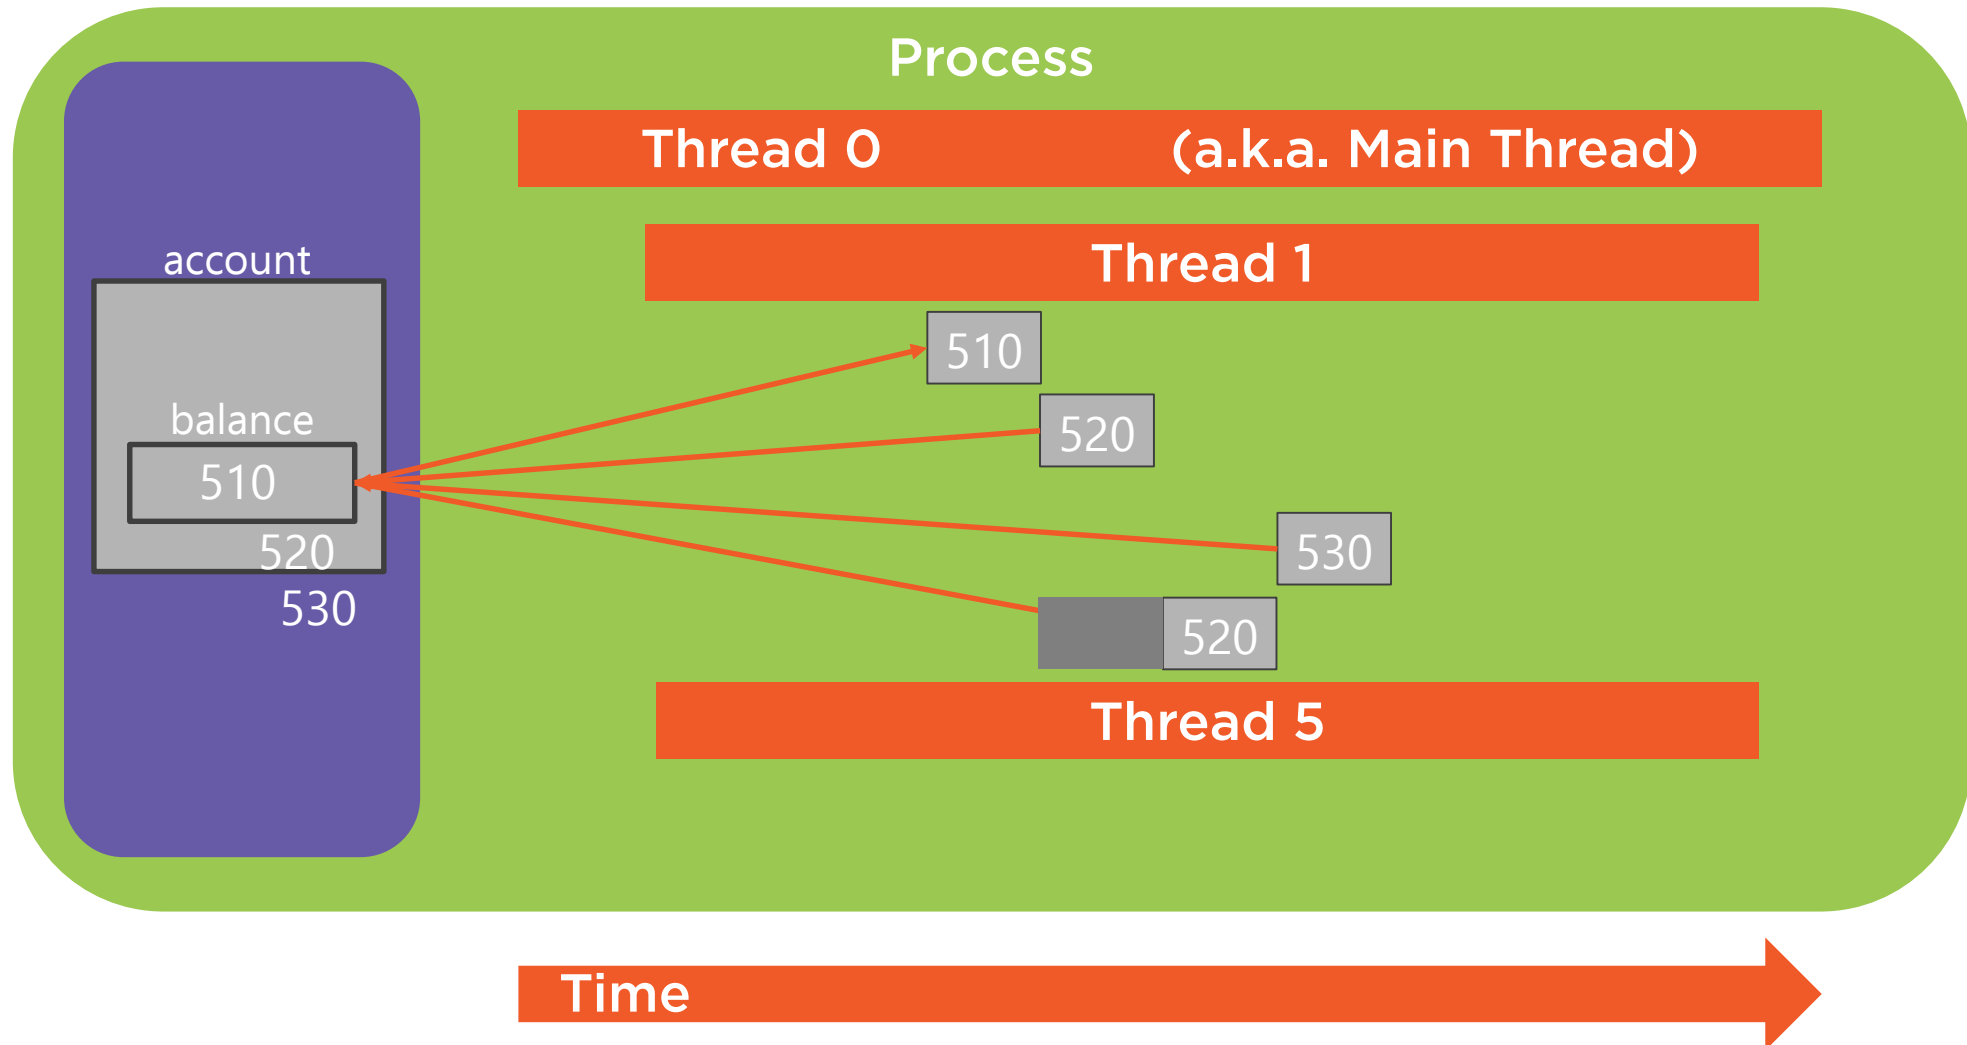 Process
Thread 0 (a.k.a. Main Thread)
Thread 1
account
balance
510
520
530
510
520
530
520
Thread 5
Time